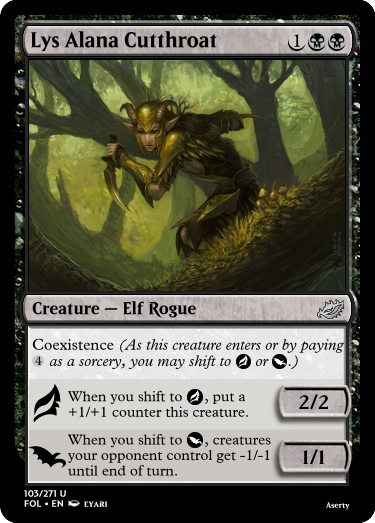 Lys Alana Cutthroat 1
Creature — Elf Rogue
Coexistence (As this creature enters or by paying
4 as a sorcery, you may shift to or .)
When you shift to , put a
+1/+1 counter this creature.
2/2
When you shift to , creatures
your opponent control get -1/-1
until end of turn.
1/1
103/271 U
FOL • EN EYARI
Aserty